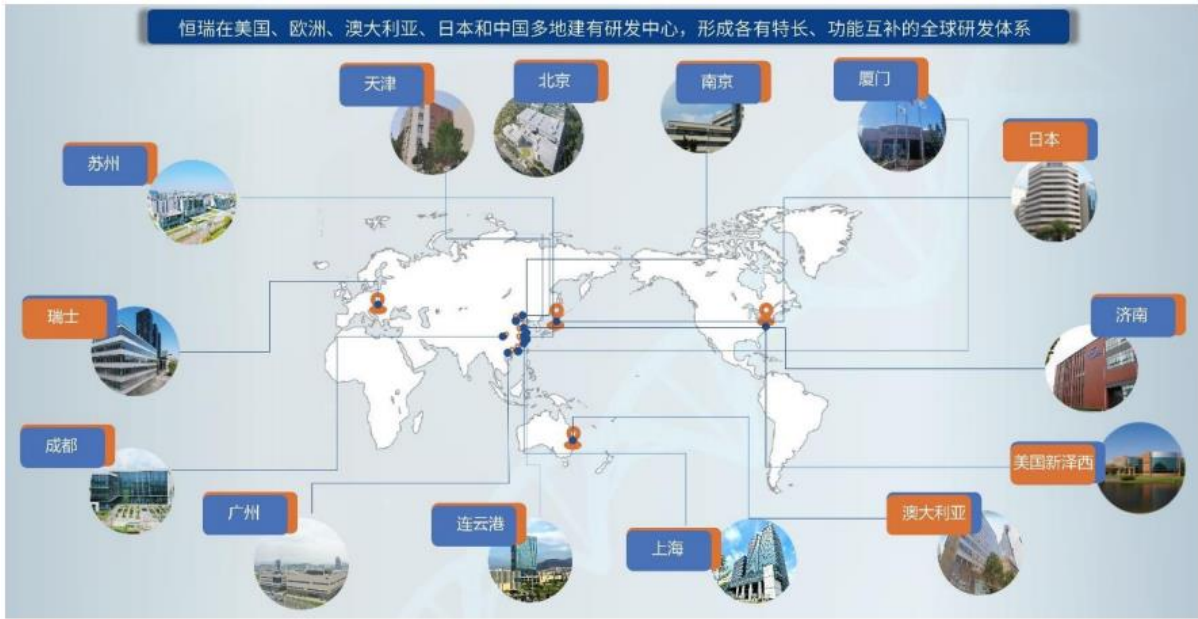 恒瑞在美国、欧洲、澳大利亚、日本和中国多地建有研发中心，形成各有特长、功能互补的全球研发体系
天津
北京
南京
厦门
日本
苏州
瑞士
济南
成都
美国新泽西
广州
连云港
上海
澳大利亚